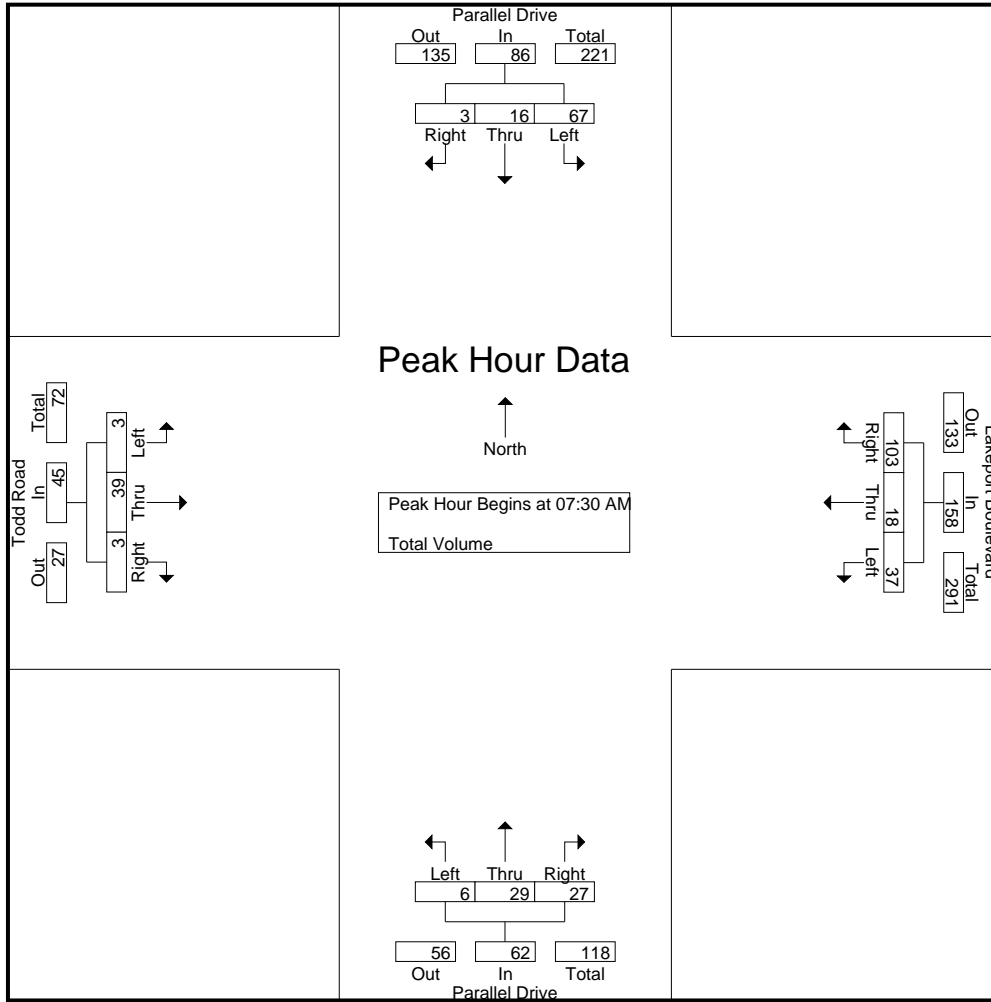 Parallel Drive
Out In Total
135 86 221
3 16 67
Right Thru Left
Peak Hour Data
North
Peak Hour Begins at 07:30 AM
Total Volume
Todd Road
Total In Out
72 45 27
3 39 3
Left Thru Right
Lakeport Boulevard
Out In Total
133 158 291
103 18 37
Right Thru Left
Left Thru Right
6 29 27
56 62 118
Out In Total
Parallel Drive